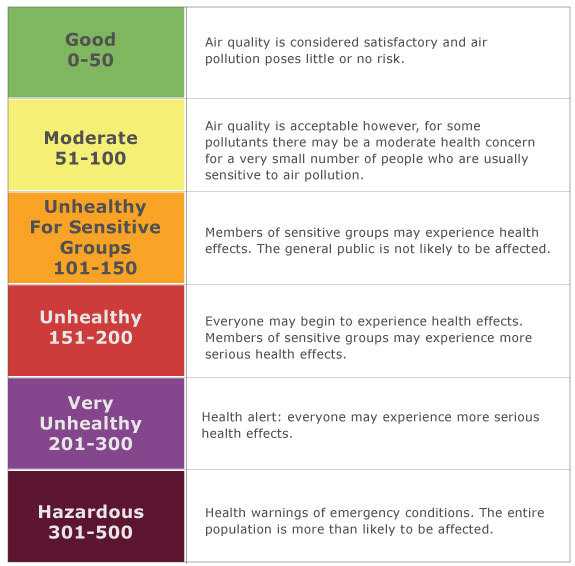 Good
0-50
Air quality is considered satisfactory and air
pollution poses little or no risk.
Moderate
51-100
Air quality is acceptable however, for some
pollutants there may be a moderate health concern
for a very small number of people who are usually
sensitive to air pollution.
Unhealthy
For Sensitive
Groups
101-150
Members of sensitive groups may experience health
effects. The general public is not likely to be affected.
Unhealthy
151-200
Everyone may begin to experience health effects.
Members of sensitive groups may experience more
serious health effects.
Very
Unhealthy
201-300
Health alert: everyone may experience more serious
health effects.
Hazardous
301-500
Health warnings of emergency conditions. The entire
population is more than likely to be affected.